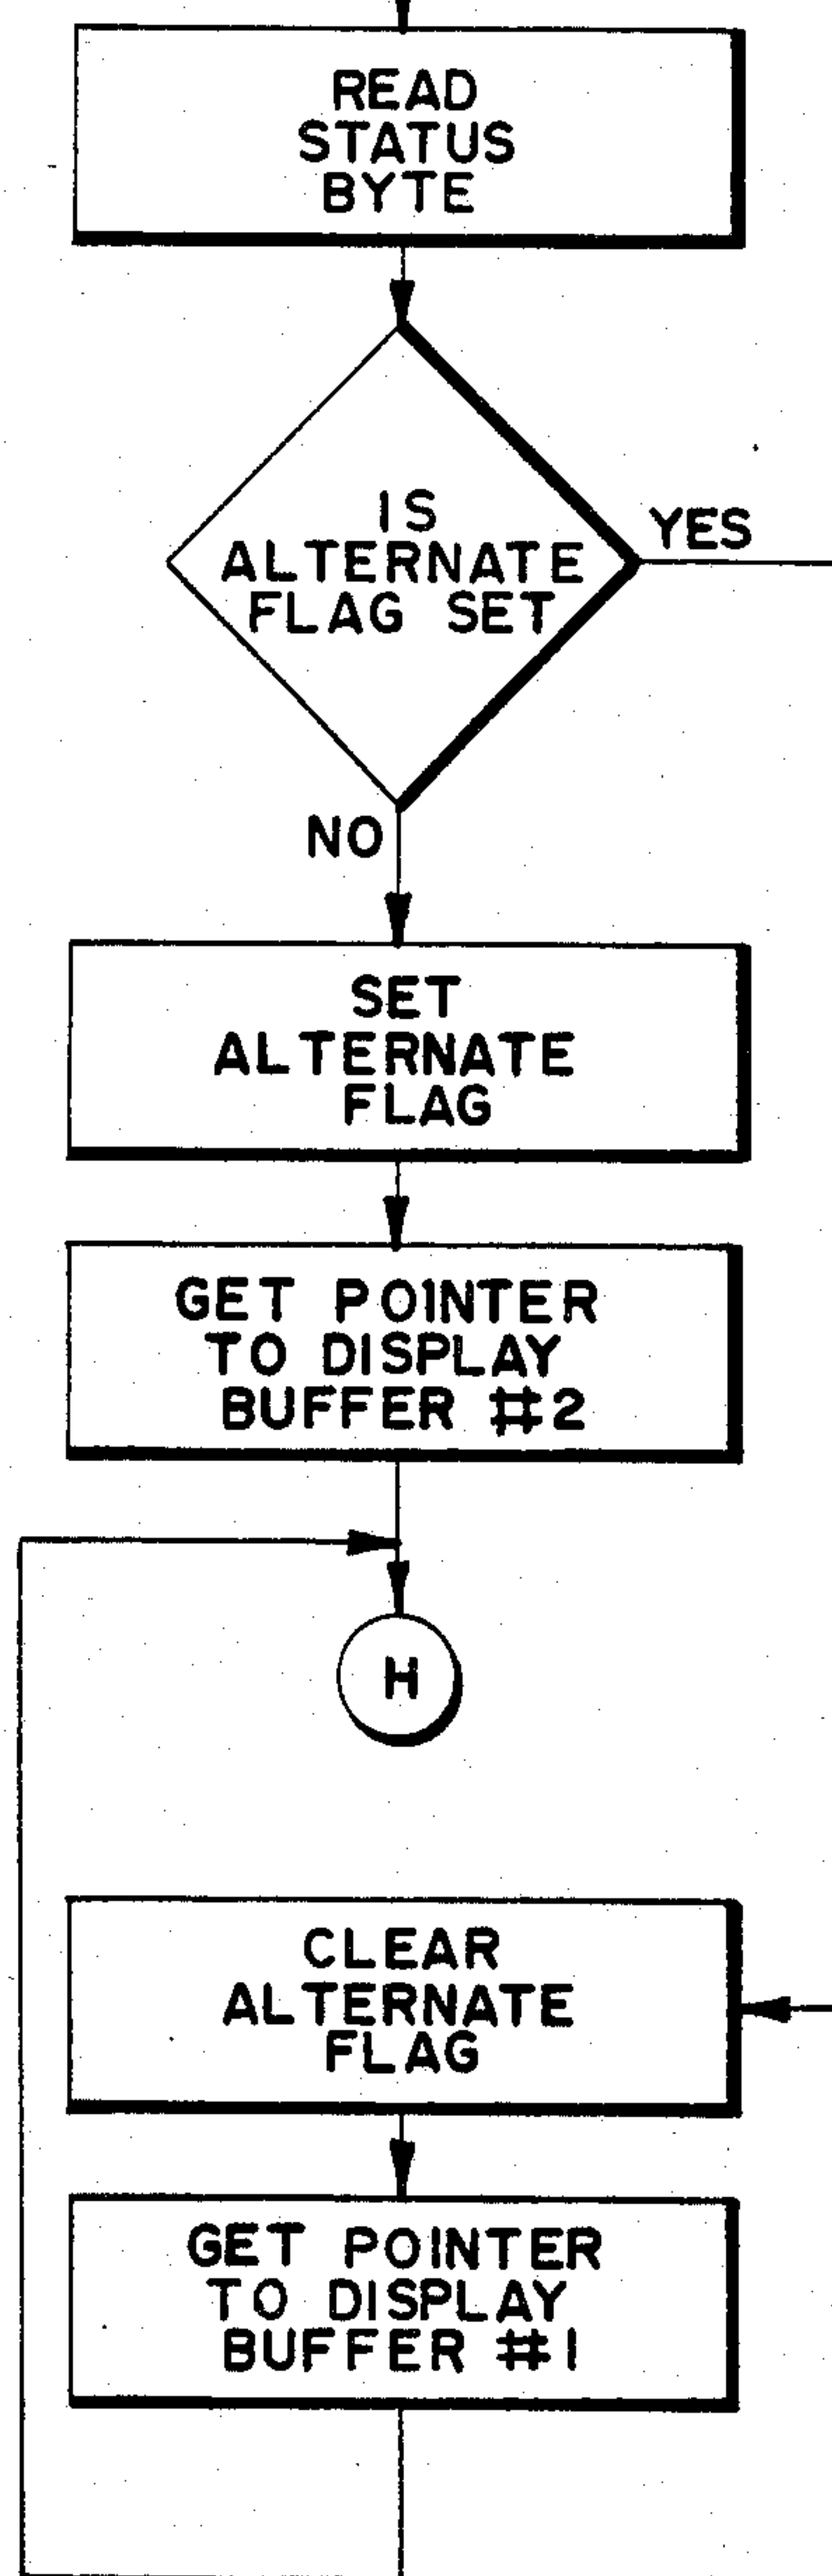 READ
STATUS
BYTE
IS
ALTERNATE
FLAG SET
YES
NO
SET
ALTERNATE
FLAG
GET POINTER
TO DISPLAY
BUFFER #2
H
CLEAR
ALTERNATE
FLAG
GET POINTER
TO DISPLAY
BUFFER #1